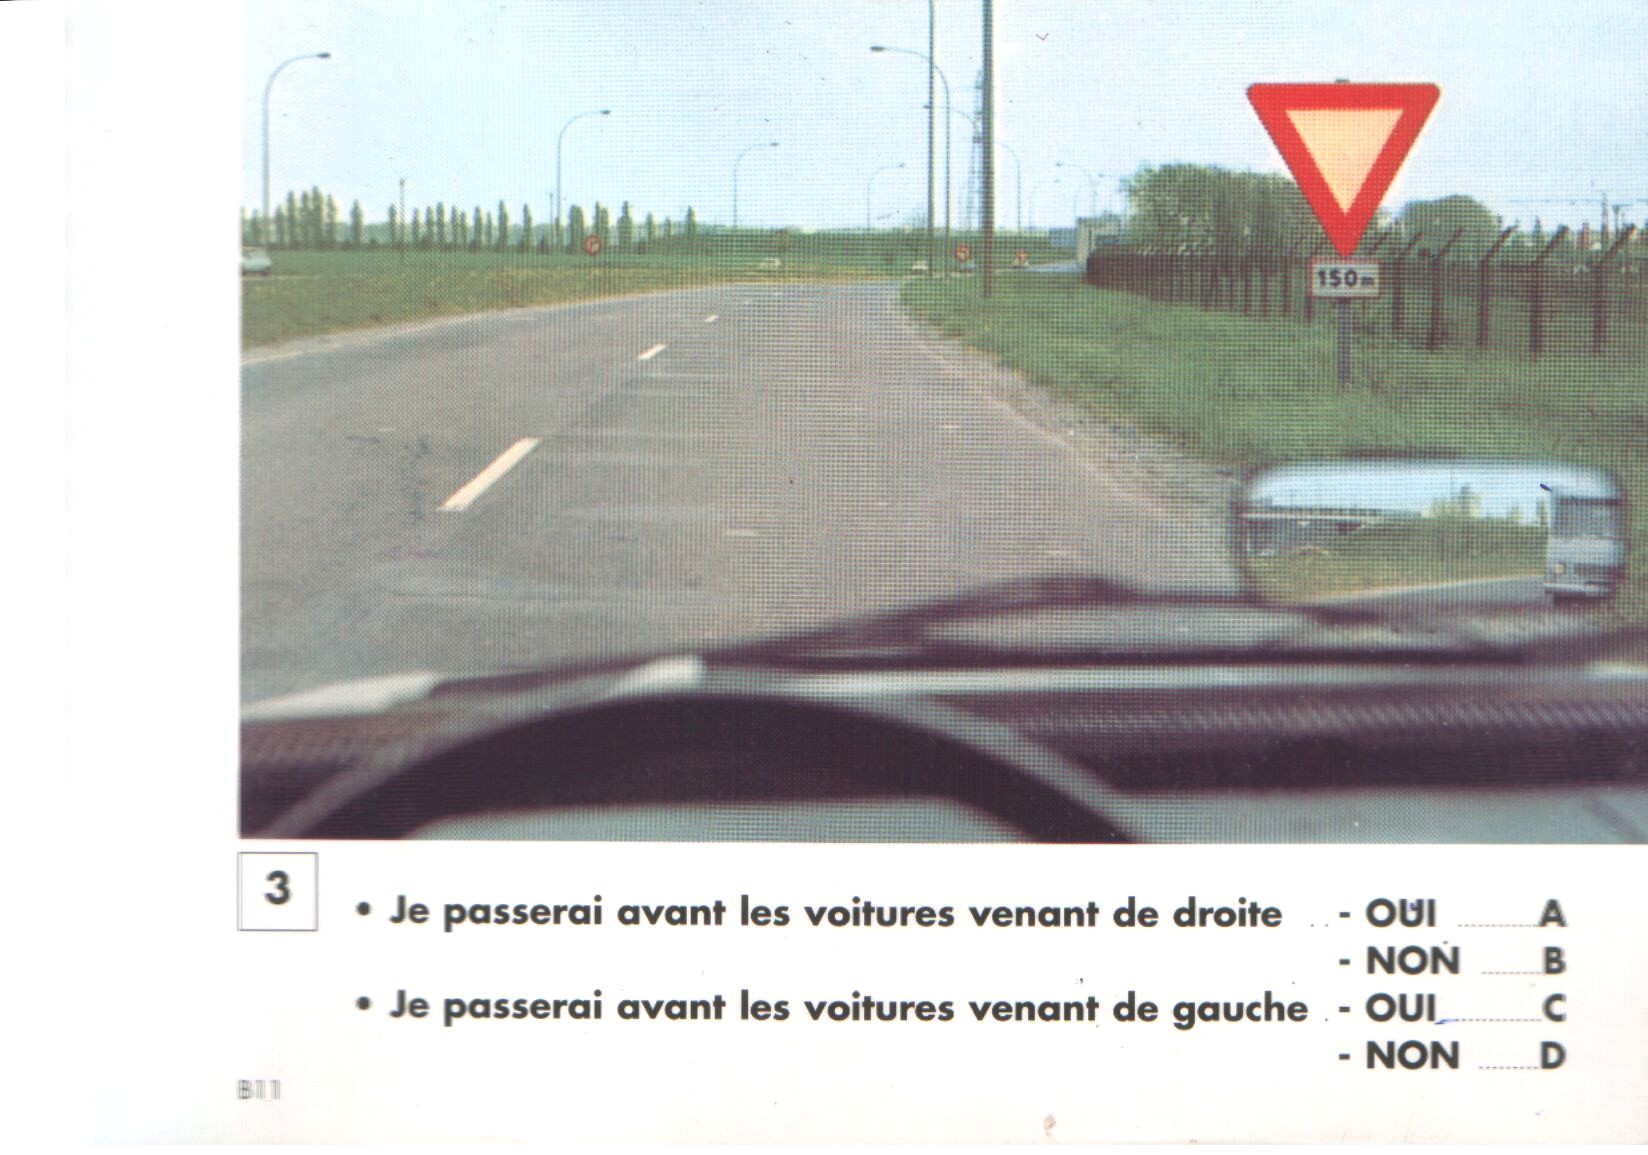 150m
3
• Je passerai avant les voitures venant de droite .. - OUI ........ A
- NON ...... B
• Je passerai avant les voitures venant de gauche . - OUI ......... C
- NON ...... D
B11